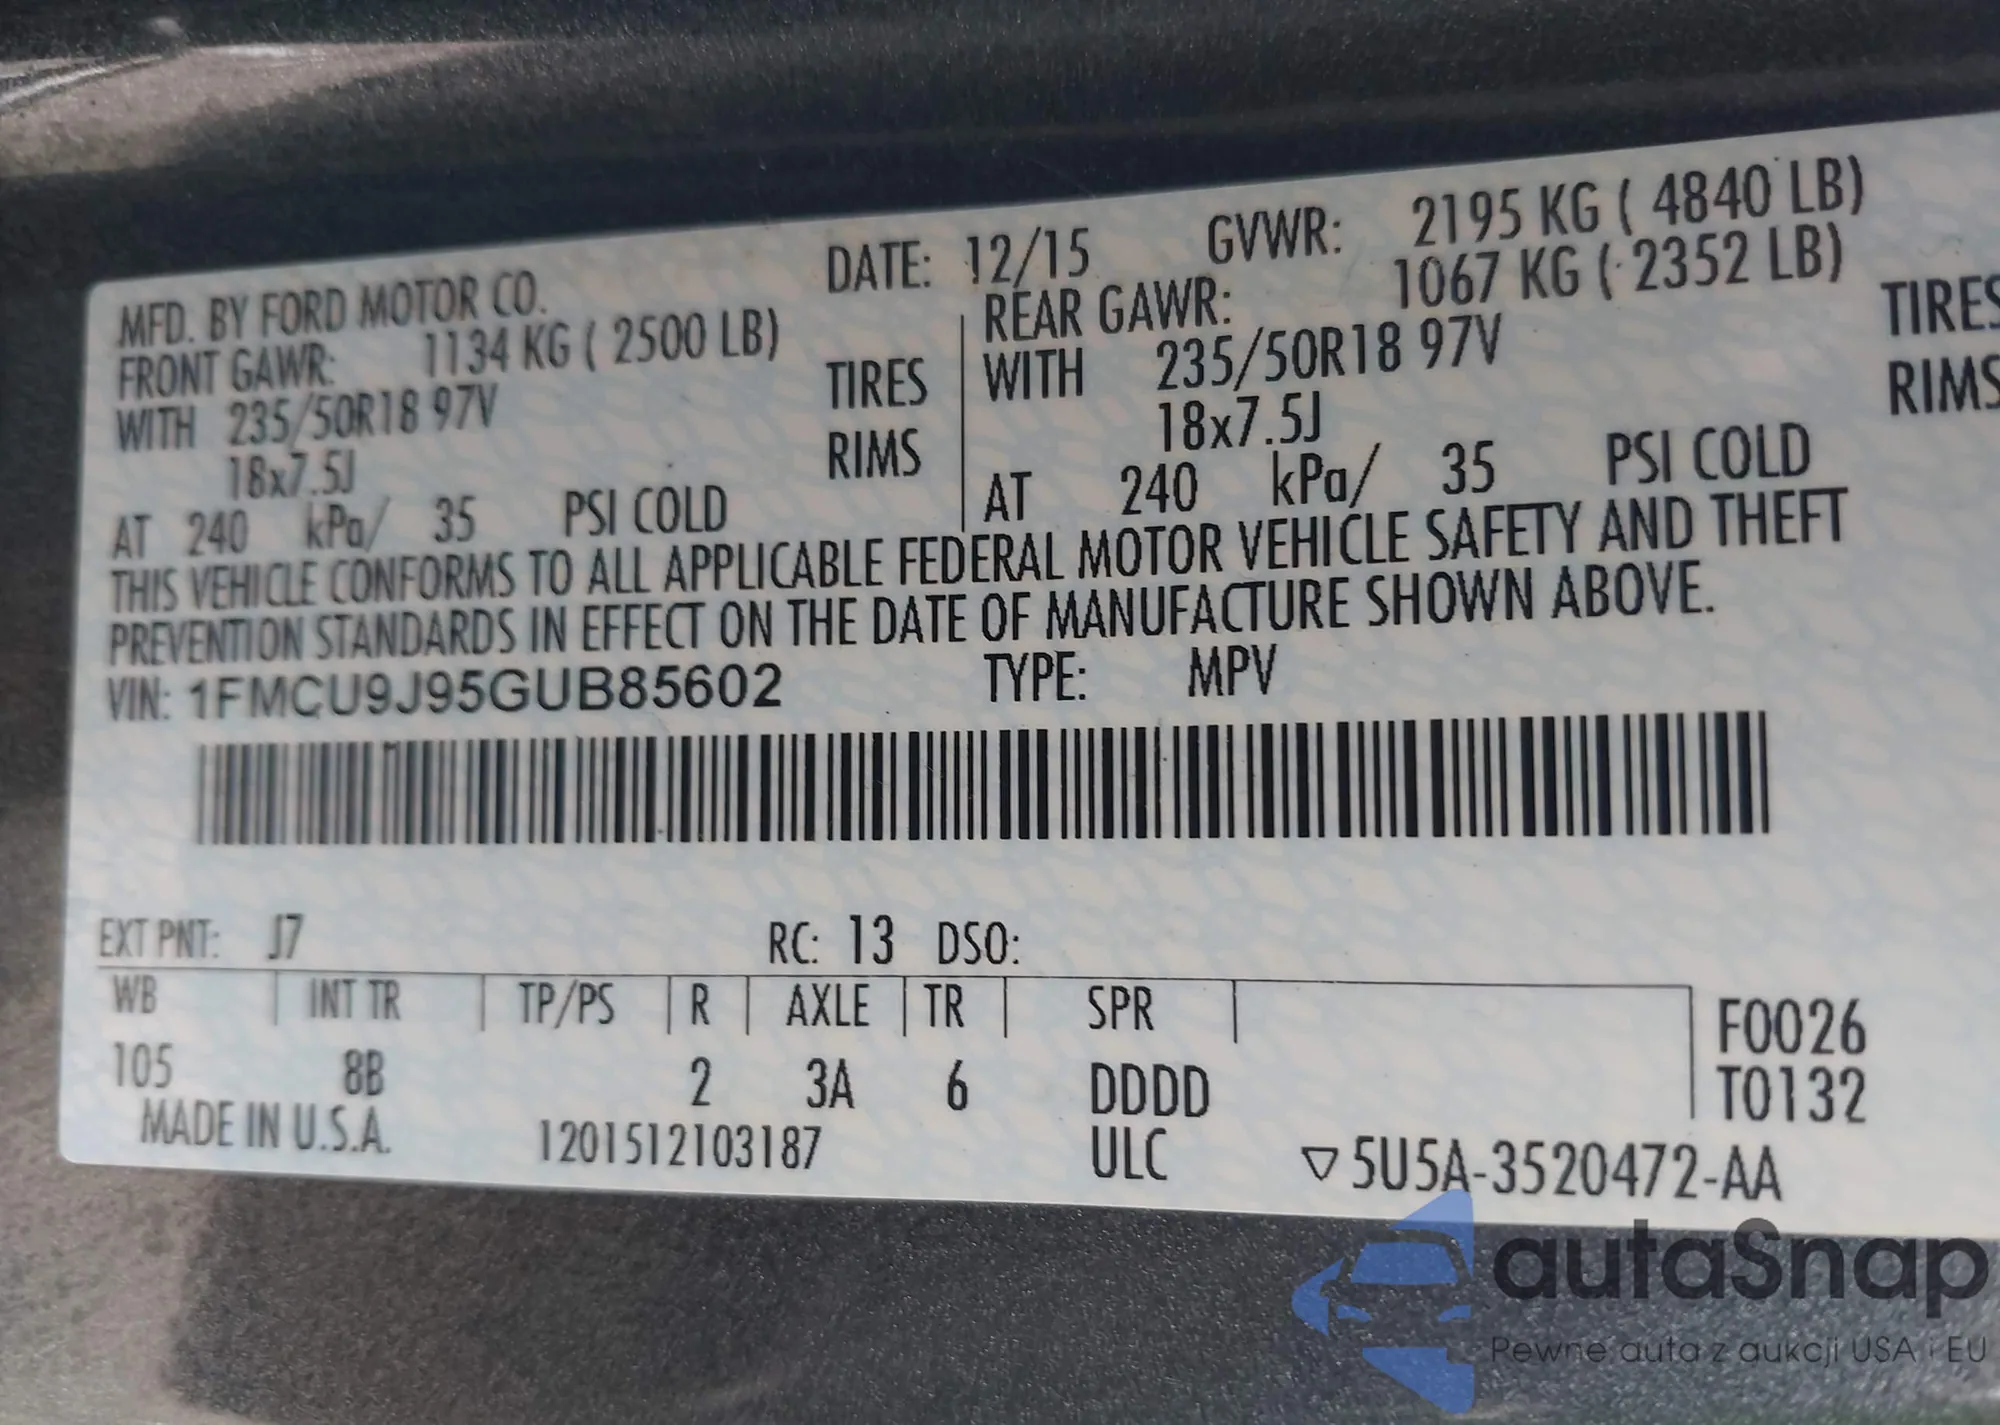 MFD. BY FORD MOTOR CO. DATE: 12/15 GVWR: 2195 KG ( 4840 LB)
FRONT GAWR: 1134 KG ( 2500 LB) REAR GAWR: 1067 KG ( 2352 LB)
WITH 235/50R18 97V TIRES WITH 235/50R18 97V TIRES
18x7.5J RIMS 18x7.5J RIMS
AT 240 kPa/ 35 PSI COLD AT 240 kPa/ 35 PSI COLD
THIS VEHICLE CONFORMS TO ALL APPLICABLE FEDERAL MOTOR VEHICLE SAFETY AND THEFT
PREVENTION STANDARDS IN EFFECT ON THE DATE OF MANUFACTURE SHOWN ABOVE.
VIN: 1FMCU9J95GUB85602 TYPE: MPV
EXT PNT: J7 RC: 13 DSO:
WB INT TR TP/PS R AXLE TR SPR F0026
105 8B 2 3A 6 DDDD T0132
MADE IN U.S.A. 1201512103187 ULC ▽5U5A-3520472-AA
autaSnap
Pewne auta z aukcji USA i EU